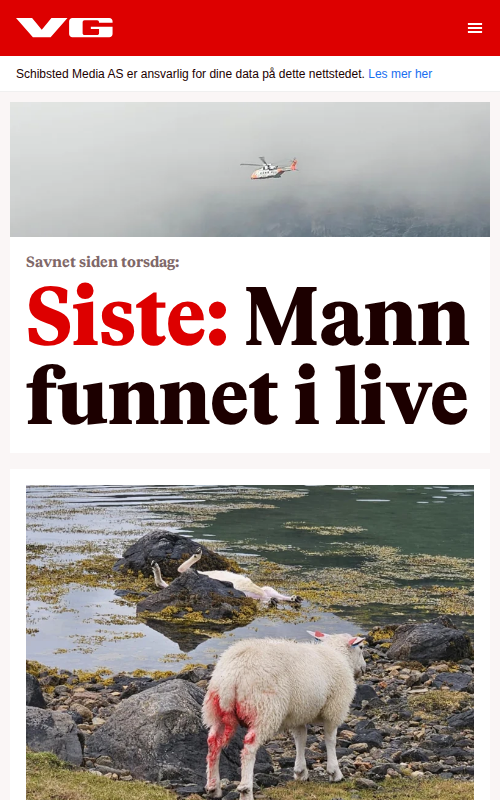 VG
Schibsted Media AS er ansvarlig for dine data på dette nettstedet. Les mer her
Savnet siden torsdag:
Siste: Mann
funnet i live